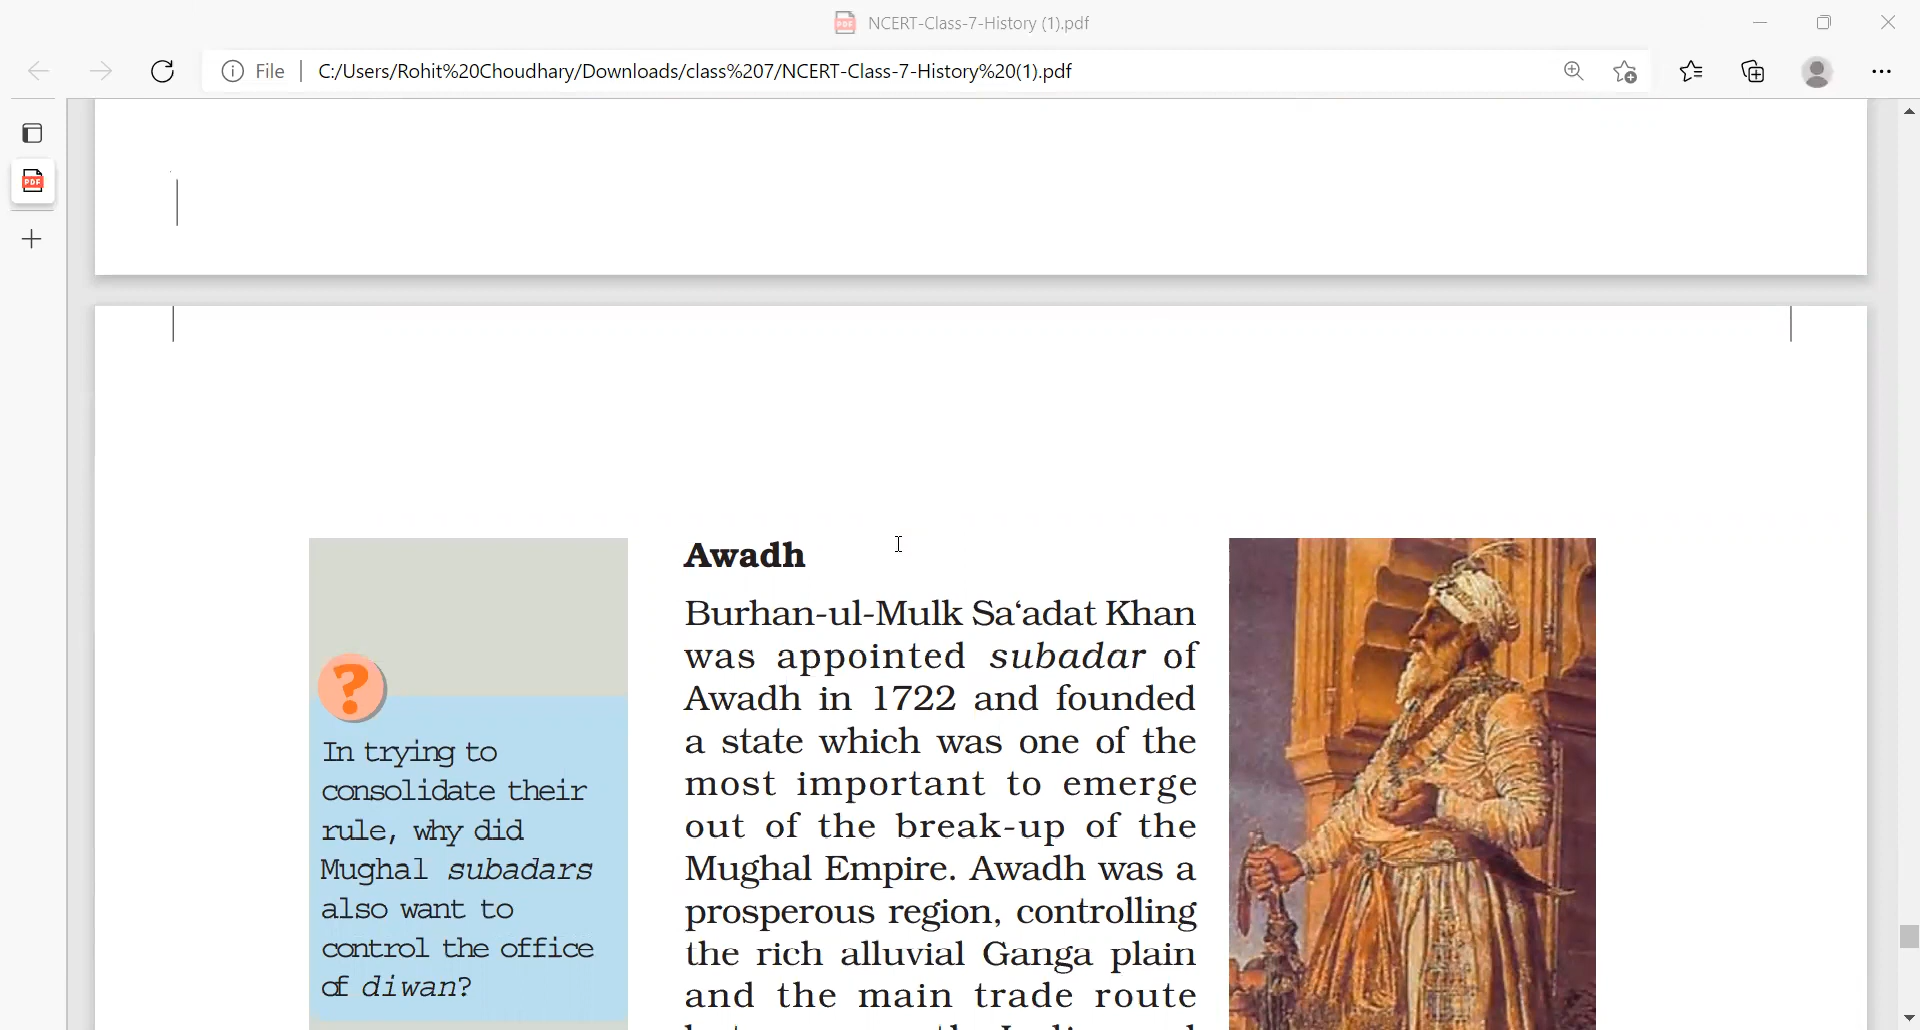 NCERT-Class-7-History (1).pdf
File
C:/Users/Rohit%20Choudhary/Downloads/class%207/NCERT-Class-7-History%20(1).pdf
PDF
Awadh
Burhan-ul-Mulk Sa‘adat Khan
was appointed subadar of
Awadh in 1722 and founded
a state which was one of the
most important to emerge
out of the break-up of the
Mughal Empire. Awadh was a
prosperous region, controlling
the rich alluvial Ganga plain
and the main trade route
?
In trying to
consolidate their
rule, why did
Mughal subadars
also want to
control the office
of diwan?